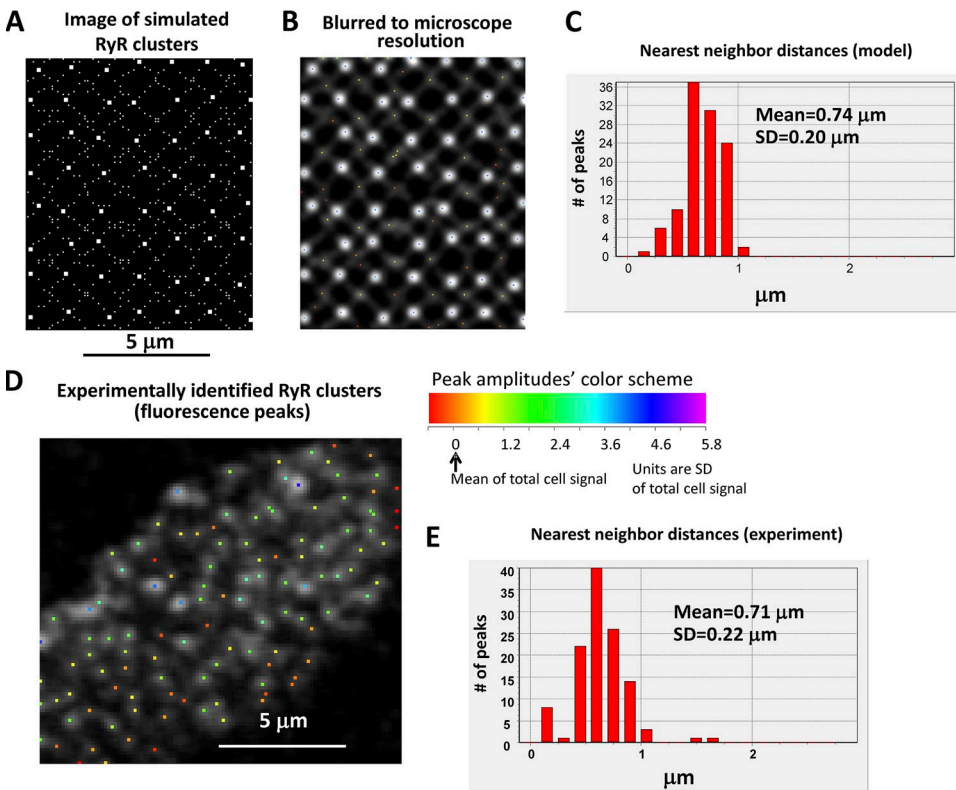 A
Image of simulated
RyR clusters
5 µm
B
Blurred to microscope
resolution
C
Nearest neighbor distances (model)
# of peaks
36
32
28
24
20
16
12
8
4
0
Mean=0.74 µm
SD=0.20 µm
0 1 2
µm
D
Experimentally identified RyR clusters
(fluorescence peaks)
5 µm
Peak amplitudes’ color scheme
0 1.2 2.4 3.6 4.6 5.8
Mean of total cell signal
Units are SD
of total cell signal
E
Nearest neighbor distances (experiment)
# of peaks
40
35
30
25
20
15
10
5
0
Mean=0.71 µm
SD=0.22 µm
0 1 2
µm